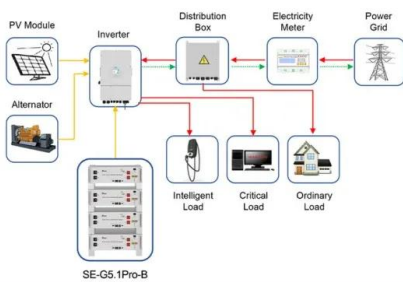 PV Module
Inverter
Distribution
Box
Electricity
Meter
Power
Grid
Alternator
Intelligent
Load
Critical
Load
Ordinary
Load
SE-G5.1Pro-B